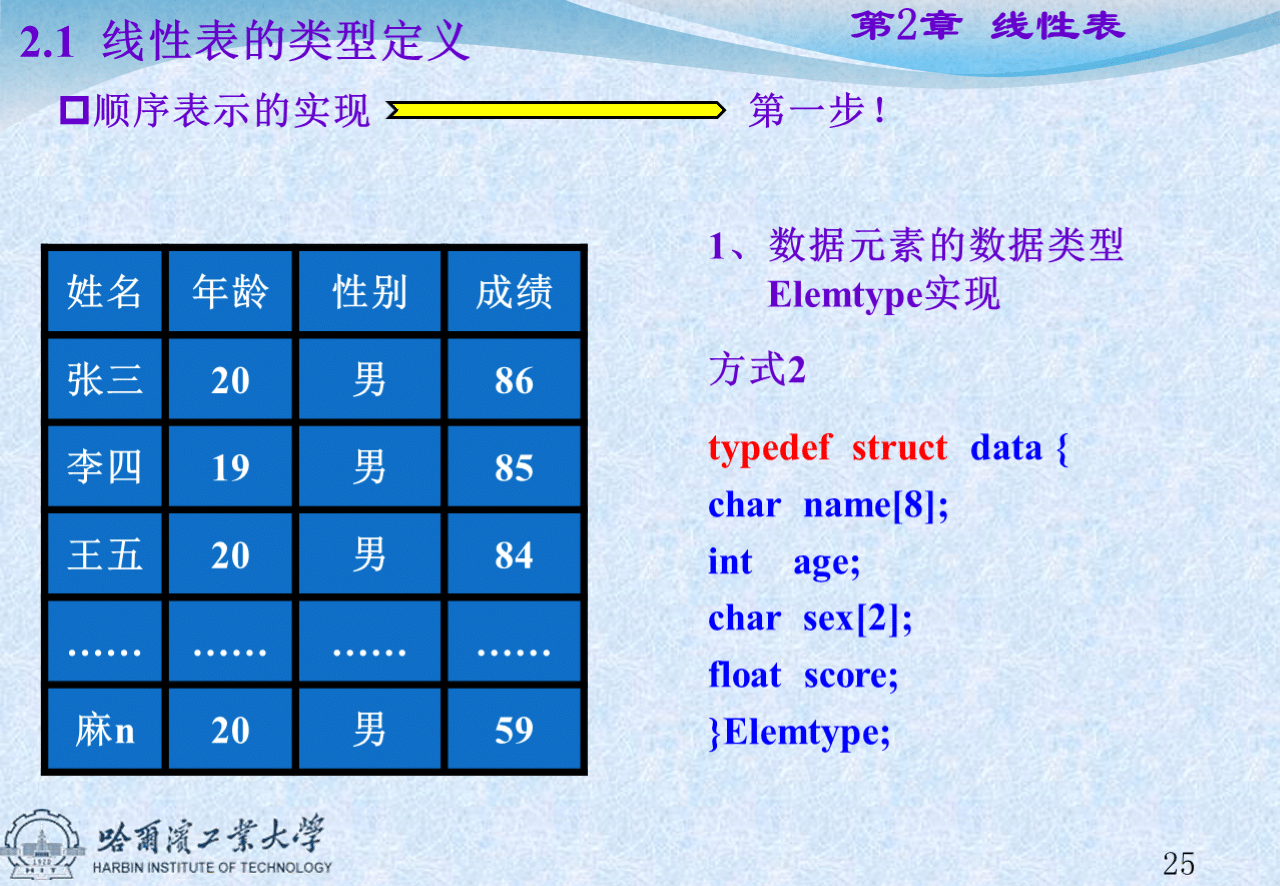 2.1 线性表的类型定义
第2章 线性表
顺序表示的实现
第一步！
姓名 年龄 性别 成绩
张三 20 男 86
李四 19 男 85
王五 20 男 84
…… …… …… ……
麻n 20 男 59
1、数据元素的数据类型
Elemtype实现
方式2
typedef struct data {
char name[8];
int age;
char sex[2];
float score;
}Elemtype;
1920
HIT
哈爾濱工業大學
HARBIN INSTITUTE OF TECHNOLOGY
25